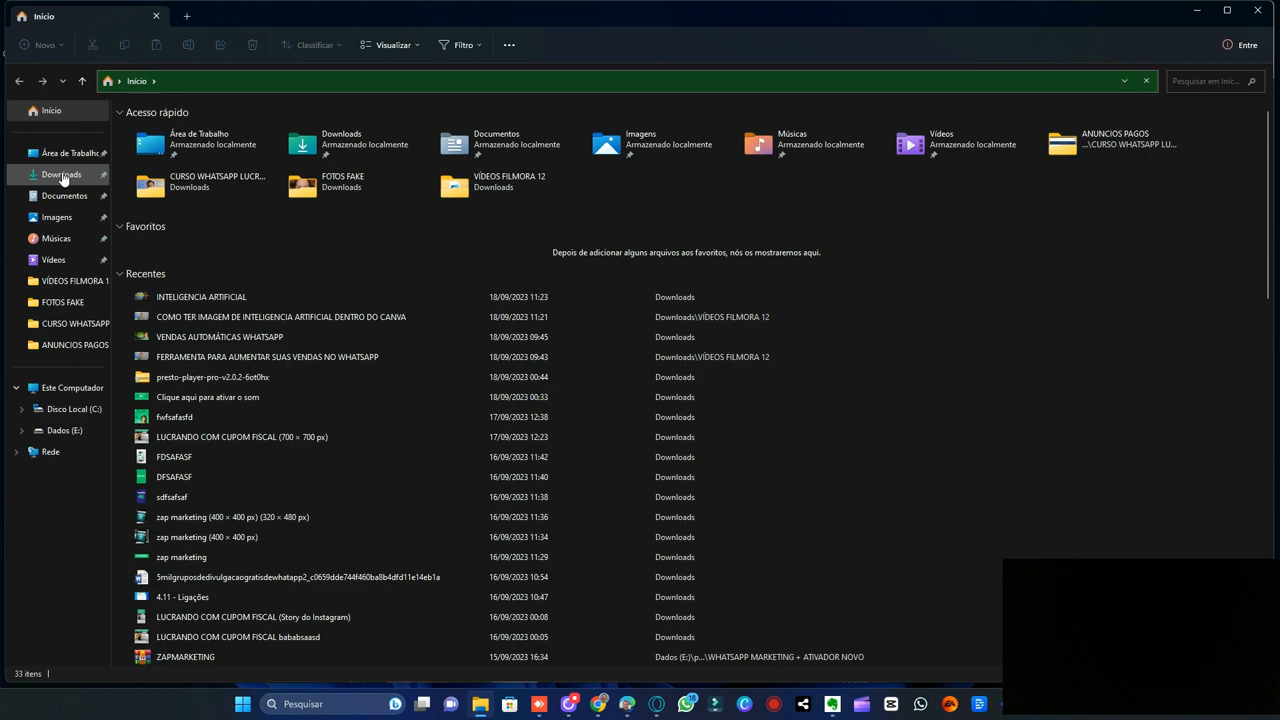 Início
Novo
Classificar
Visualizar
Filtro
Entre
Início
Pesquisar em Iníc...
Início
Área de Trabalho
Downloads
Documentos
Imagens
Músicas
Vídeos
VÍDEOS FILMORA 1
FOTOS FAKE
CURSO WHATSAPP
ANUNCIOS PAGOS
Este Computador
Disco Local (C:)
Dados (E:)
Rede
Acesso rápido
Área de Trabalho
Armazenado localmente
Downloads
Armazenado localmente
Documentos
Armazenado localmente
Imagens
Armazenado localmente
Músicas
Armazenado localmente
Vídeos
Armazenado localmente
ANUNCIOS PAGOS
...\CURSO WHATSAPP LU...
CURSO WHATSAPP LUCR...
Downloads
FOTOS FAKE
Downloads
VÍDEOS FILMORA 12
Downloads
Favoritos
Depois de adicionar alguns arquivos aos favoritos, nós os mostraremos aqui.
Recentes
INTELIGENCIA ARTIFICIAL 18/09/2023 11:23 Downloads
COMO TER IMAGEM DE INTELIGENCIA ARTIFICIAL DENTRO DO CANVA 18/09/2023 11:21 Downloads\VÍDEOS FILMORA 12
VENDAS AUTOMÁTICAS WHATSAPP 18/09/2023 09:45 Downloads
FERRAMENTA PARA AUMENTAR SUAS VENDAS NO WHATSAPP 18/09/2023 09:43 Downloads\VÍDEOS FILMORA 12
presto-player-pro-v2.0.2-6ot0hx 18/09/2023 00:44 Downloads
Clique aqui para ativar o som 18/09/2023 00:33 Downloads
fwfsafasfd 17/09/2023 12:38 Downloads
LUCRANDO COM CUPOM FISCAL (700 × 700 px) 17/09/2023 12:23 Downloads
FDSAFASF 16/09/2023 11:42 Downloads
DFSAFASF 16/09/2023 11:40 Downloads
sdfsafsaf 16/09/2023 11:38 Downloads
zap marketing (400 × 400 px) (320 × 480 px) 16/09/2023 11:36 Downloads
zap marketing (400 × 400 px) 16/09/2023 11:34 Downloads
zap marketing 16/09/2023 11:29 Downloads
5milgruposdedivulgacaogratisdewhatapp2_c0659dde744f460ba8b4dfd11e14eb1a 16/09/2023 10:54 Downloads
4.11 - Ligações 16/09/2023 10:47 Downloads
LUCRANDO COM CUPOM FISCAL (Story do Instagram) 16/09/2023 00:08 Downloads
LUCRANDO COM CUPOM FISCAL bababsaasd 16/09/2023 00:05 Downloads
ZAPMARKETING 15/09/2023 16:34 Dados (E:)\p...\WHATSAPP MARKETING + ATIVADOR NOVO
33 itens
Pesquisar
18
EA